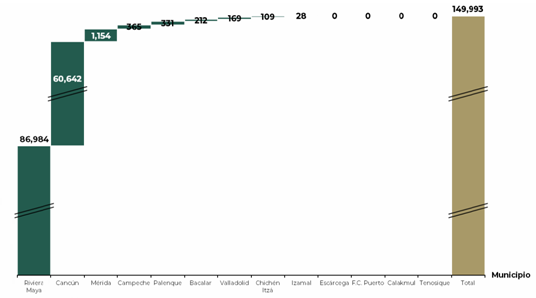 149,993
365
331
212
169
109
28
0
0
0
0
1,154
60,642
86,984
Municipio
Riviera Maya
Cancún
Mérida
Campeche
Palenque
Bacalar
Valladolid
Chichén Itzá
Izamal
Escárcega
F.C. Puerto
Calakmul
Tenosique
Total